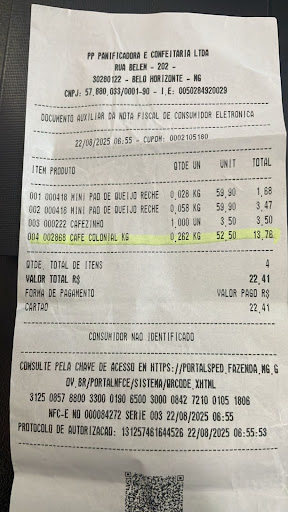 PP PANIFICADORA E CONFEITARIA LTDA
RUA BELEM - 202 -
30280122 - BELO HORIZONTE - MG
CNPJ: 57.880.033/0001-90 - I.E: 0050284920029
DOCUMENTO AUXILIAR DA NOTA FISCAL DE CONSUMIDOR ELETRONICA
22/08/2025 06:55 - CUPOM: 0002105180
ITEM PRODUTO QTDE UN UNIT TOTAL
001 000418 MINI PAO DE QUEIJO RECHE 0,028 KG 59,90 1,68
002 000418 MINI PAO DE QUEIJO RECHE 0,058 KG 59,90 3,47
003 000222 CAFEZINHO 1,000 UN 3,50 3,50
004 002868 CAFE COLONIAL KG 0,262 KG 52,50 13,76
QTDE. TOTAL DE ITENS 4
VALOR TOTAL R$ 22,41
FORMA DE PAGAMENTO VALOR PAGO R$
CARTAO 22,41
CONSUMIDOR NAO IDENTIFICADO
CONSULTE PELA CHAVE DE ACESSO EM HTTPS://PORTALSPED.FAZENDA.MG.G
OV.BR/PORTALNFCE/SISTEMA/QRCODE.XHTML
3125 0857 8800 3300 0190 6500 3000 0842 7210 0105 1806
NFC-E NO 000084272 SERIE 003 22/08/2025 06:55
PROTOCOLO DE AUTORIZACAO: 131257461644526 22/08/2025 06:55:53